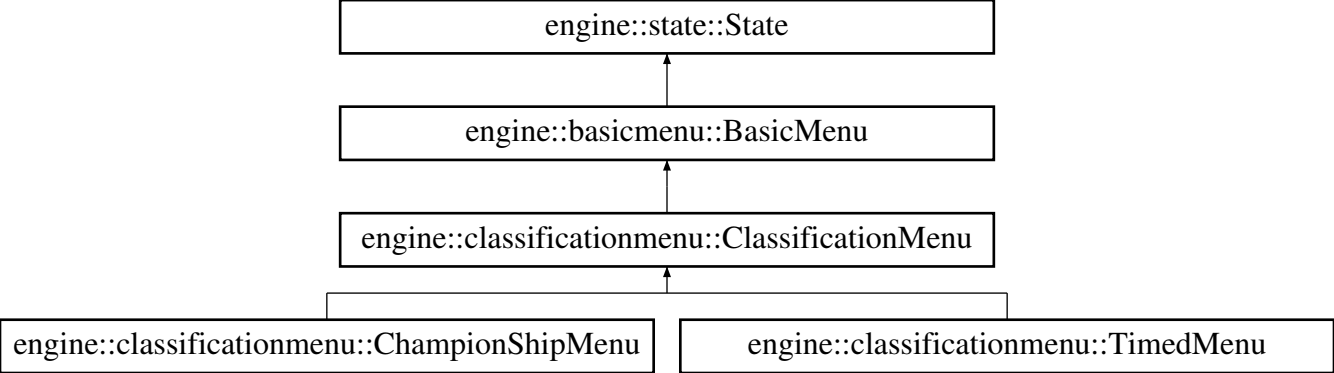 engine::state::State
engine::basicmenu::BasicMenu
engine::classificationmenu::ClassificationMenu
engine::classificationmenu::ChampionShipMenu
engine::classificationmenu::TimedMenu